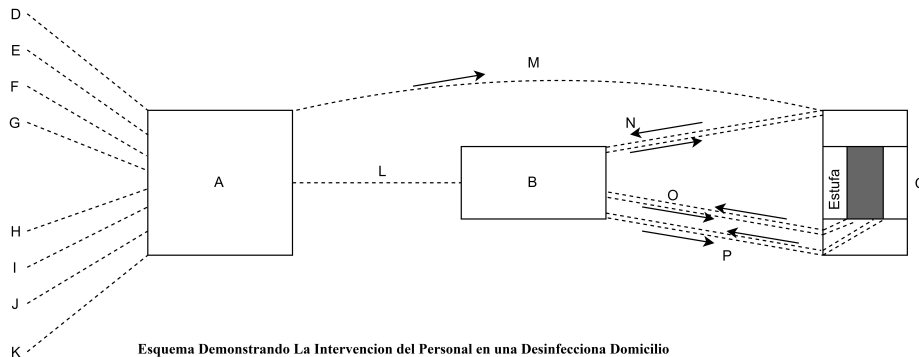 D
E
F
G
H
I
J
K
A
L
M
B
N
O
P
Estufa
C
Esquema Demonstrando La Intervencion del Personal en una Desinfecciona Domicilio